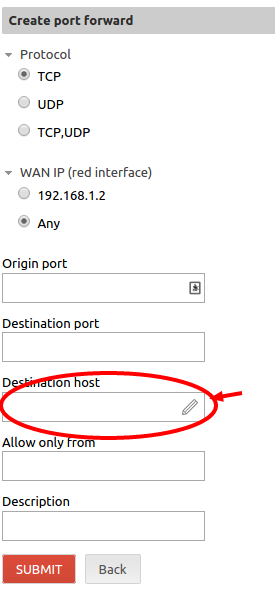 Create port forward
Protocol
TCP
UDP
TCP,UDP
WAN IP (red interface)
192.168.1.2
Any
Origin port
Destination port
Destination host
Allow only from
Description
SUBMIT Back